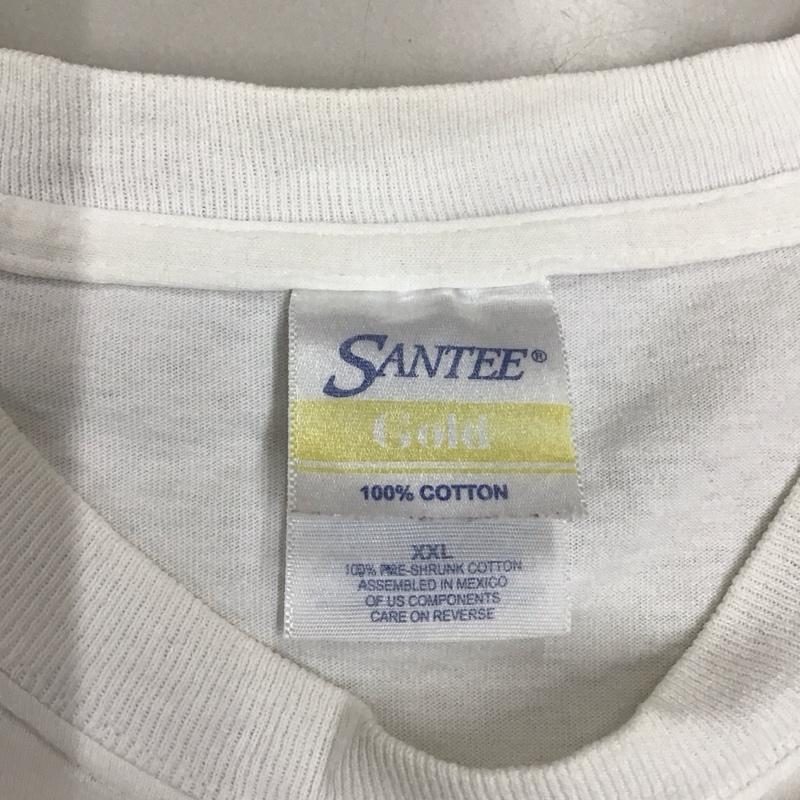 SANTEE®
Gold
100% COTTON
XXL
100% PRE-SHRUNK COTTON
ASSEMBLED IN MEXICO
OF US COMPONENTS
CARE ON REVERSE